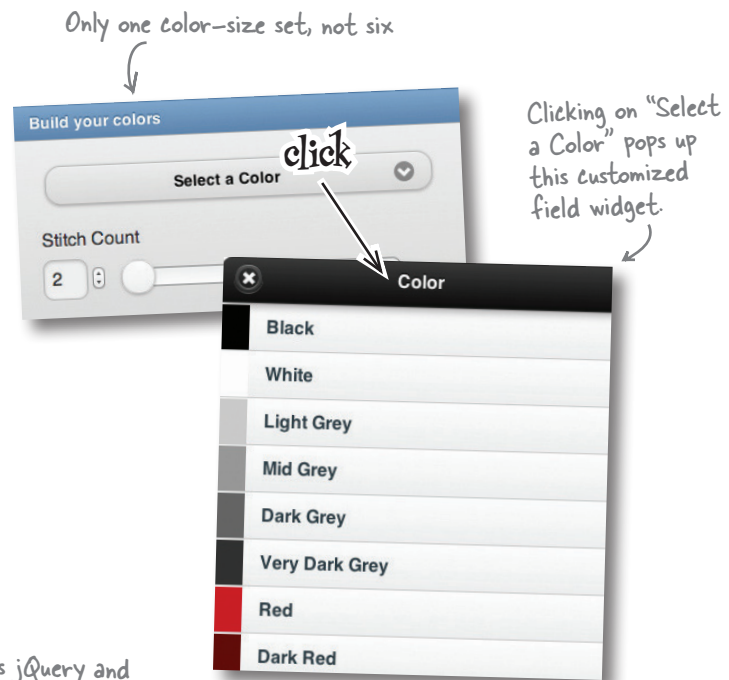 Only one color-size set, not six
Build your colors
click
Select a Color
Stitch Count
2
Clicking on "Select
a Color" pops up
this customized
field widget.
Color
Black
White
Light Grey
Mid Grey
Dark Grey
Very Dark Grey
Red
Dark Red
s jQuery and